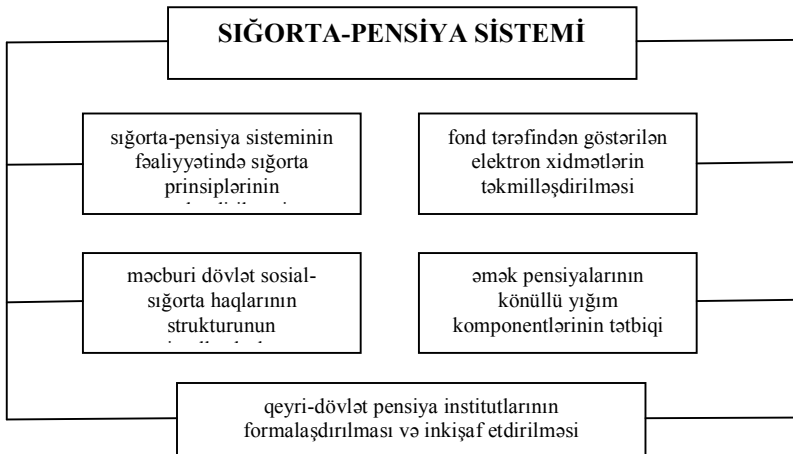 SIĞORTA-PENSİYA SİSTEMİ
sığorta-pensiya sisteminin
fəaliyyətində sığorta
prinsiplərinin
fond tərəfindən göstərilən
elektron xidmətlərin
təkmilləşdirilməsi
məcburi dövlət sosial-
sığorta haqlarının
strukturunun
əmək pensiyalarının
könüllü yığım
komponentlərinin tətbiqi
qeyri-dövlət pensiya institutlarının
formalaşdırılması və inkişaf etdirilməsi